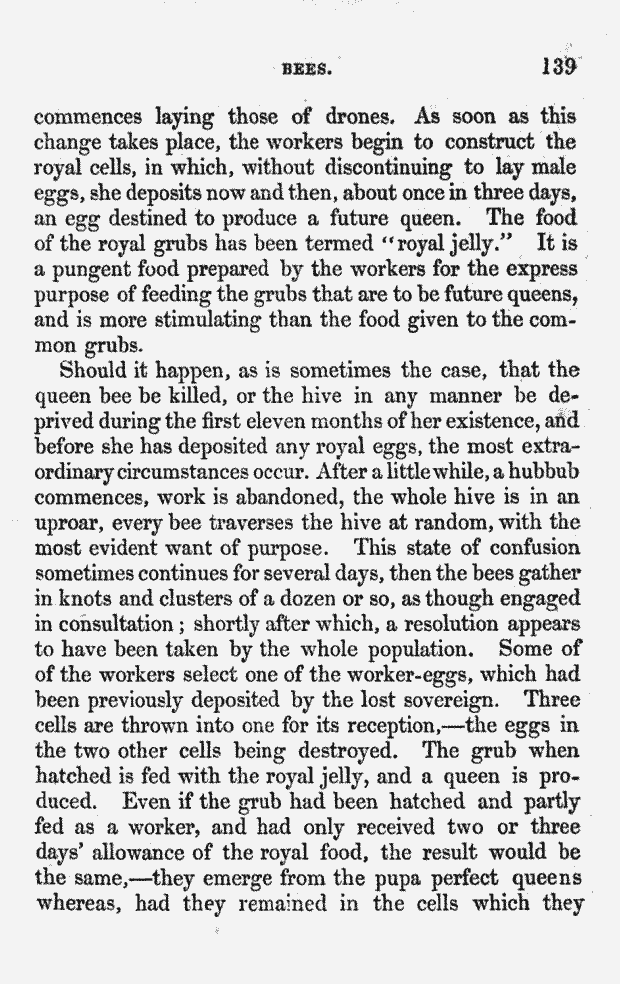 BEES. 139
commences laying those of drones. As soon as this
change takes place, the workers begin to construct the
royal cells, in which, without discontinuing to lay male
eggs, she deposits now and then, about once in three days,
an egg destined to produce a future queen. The food
of the royal grubs has been termed “royal jelly.” It is
a pungent food prepared by the workers for the express
purpose of feeding the grubs that are to be future queens,
and is more stimulating than the food given to the com-
mon grubs.
Should it happen, as is sometimes the case, that the
queen bee be killed, or the hive in any manner be de-
prived during the first eleven months of her existence, and
before she has deposited any royal eggs, the most extra-
ordinary circumstances occur. After a little while, a hubbub
commences, work is abandoned, the whole hive is in an
uproar, every bee traverses the hive at random, with the
most evident want of purpose. This state of confusion
sometimes continues for several days, then the bees gather
in knots and clusters of a dozen or so, as though engaged
in consultation; shortly after which, a resolution appears
to have been taken by the whole population. Some of
of the workers select one of the worker-eggs, which had
been previously deposited by the lost sovereign. Three
cells are thrown into one for its reception,—the eggs in
the two other cells being destroyed. The grub when
hatched is fed with the royal jelly, and a queen is pro-
duced. Even if the grub had been hatched and partly
fed as a worker, and had only received two or three
days’ allowance of the royal food, the result would be
the same,—they emerge from the pupa perfect queens
whereas, had they remained in the cells which they